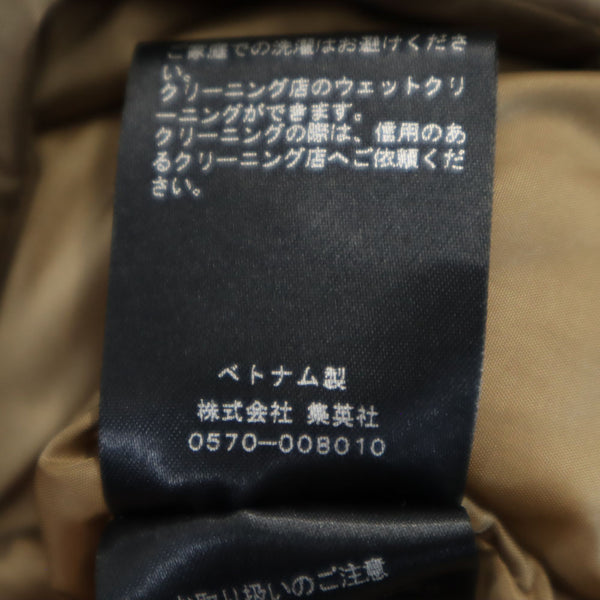 ご家庭での洗濯はお避けくださ
い。
クリーニング店のウェットクリ
ーニングができます。
クリーニングの際は、信用のあ
るクリーニング店へご依頼くだ
さい。
ベトナム製
株式会社 集英社
0570-008010
お取り扱いのご注意